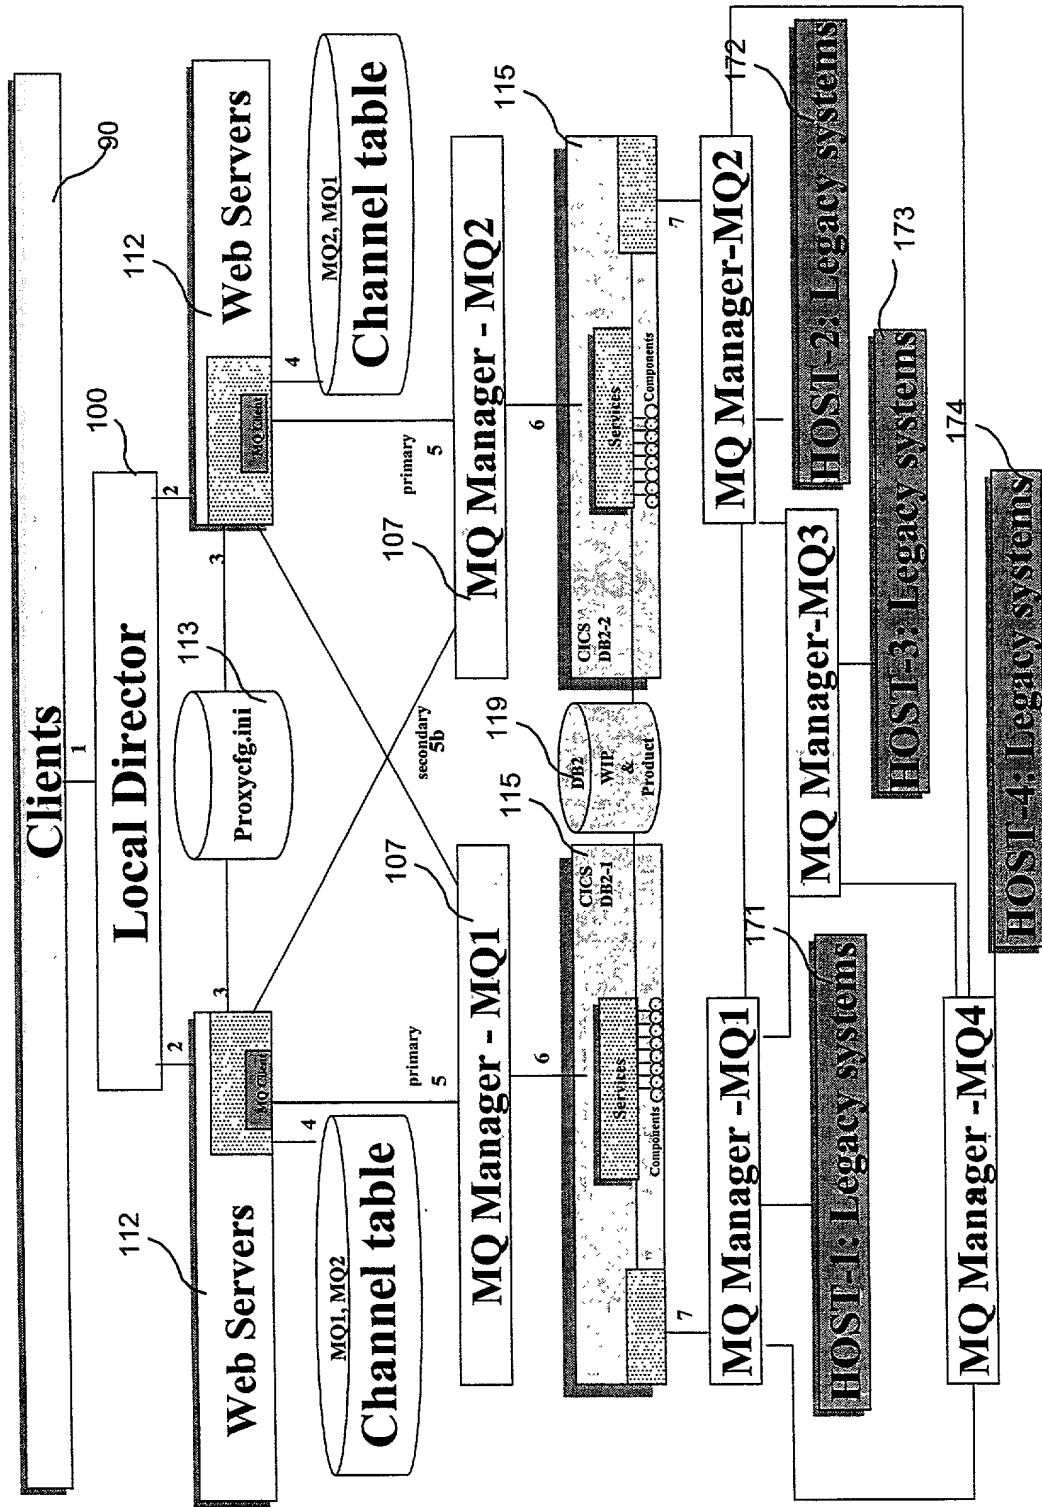 Clients
90
1
Local Director
100
2
2
112
Web Servers
MQ Client
3
Proxycfg.ini
113
3
MQ Client
Web Servers
112
4
MQ1, MQ2
Channel table
4
MQ2, MQ1
Channel table
primary
5
secondary
5b
primary
5
MQ Manager - MQ1
107
107
MQ Manager - MQ2
6
6
CICS
DB2-1
Services
Components
115
DB2
WIP
&
Product
119
CICS
DB2-2
Services
Components
115
7
7
MQ Manager -MQ1
MQ Manager-MQ2
HOST-1: Legacy systems
171
MQ Manager-MQ3
HOST-2: Legacy systems
172
HOST-3: Legacy systems
173
MQ Manager -MQ4
HOST-4: Legacy systems
174